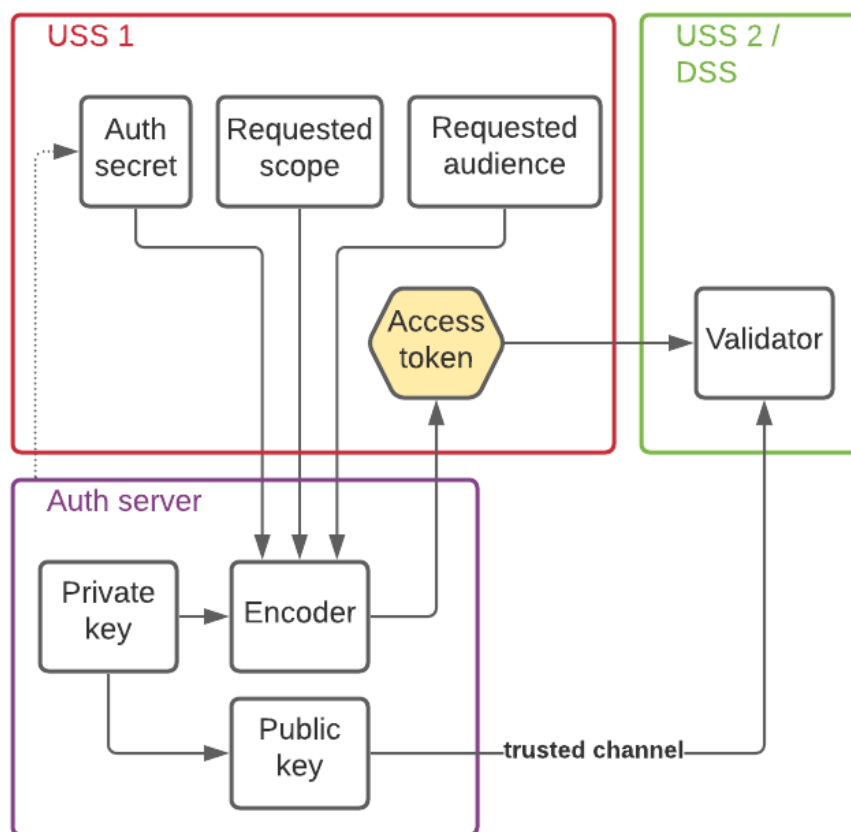 USS 1
USS 2 /
DSS
Auth
secret
Requested
scope
Requested
audience
Access
token
Validator
Auth server
Private
key
Encoder
Public
key
trusted channel